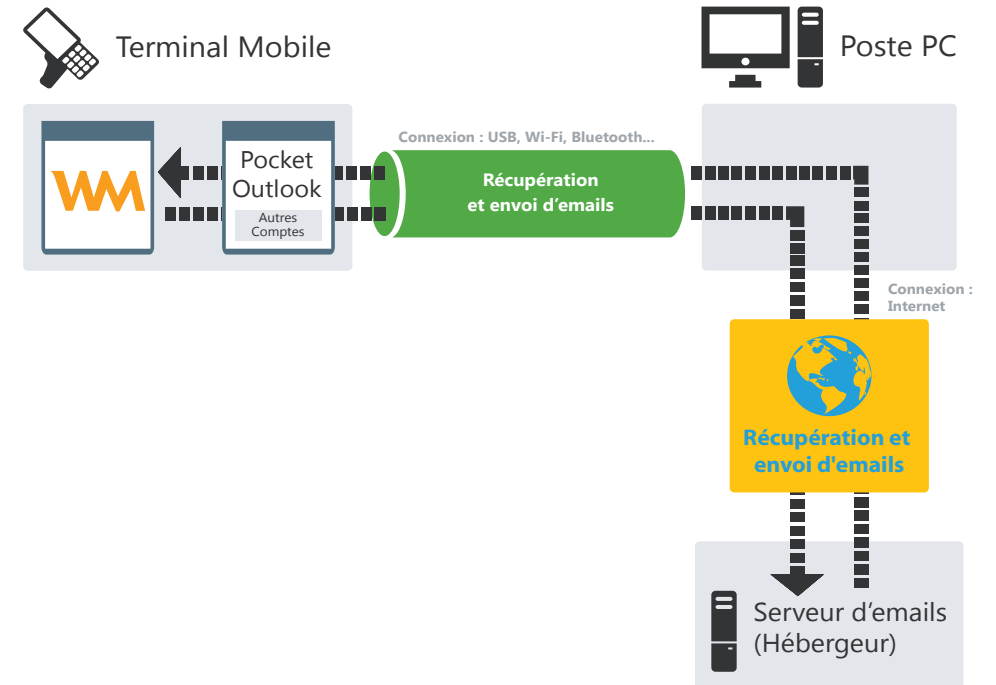 Terminal Mobile
Poste PC
Connexion : USB, Wi-Fi, Bluetooth...
WM
Pocket
Outlook
Autres
Comptes
Récupération
et envoi d’emails
Connexion :
Internet
Récupération et
envoi d'emails
Serveur d’emails
(Hébergeur)